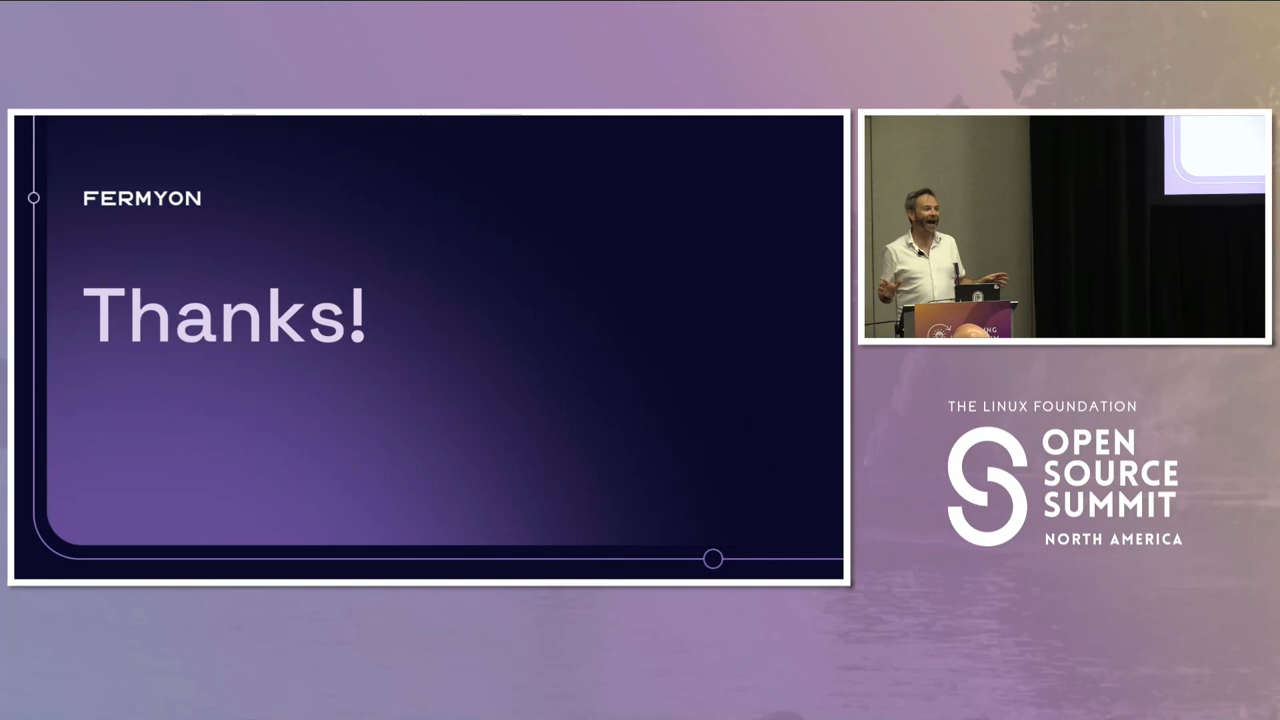 FERMYON
Thanks!
THE LINUX FOUNDATION
OPEN
SOURCE
SUMMIT
NORTH AMERICA